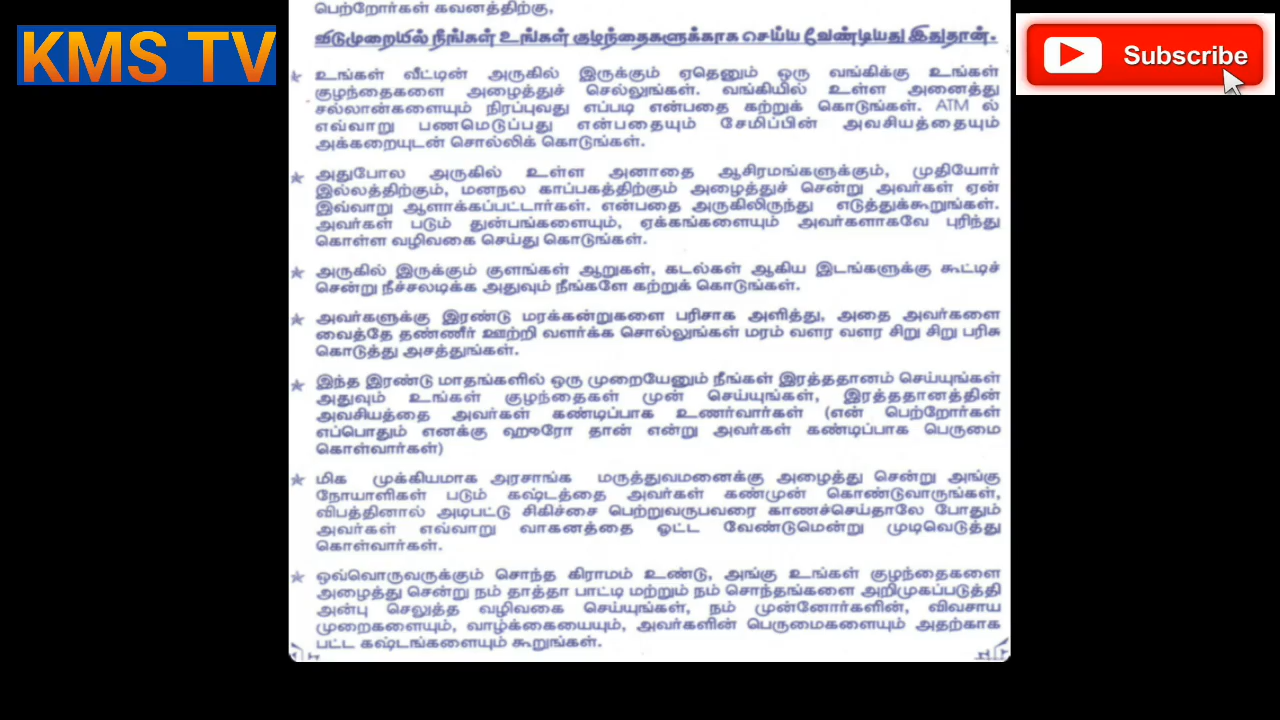 பெற்றோர்கள் கவனத்திற்கு,
KMS TV
Subscribe
விடுமுறையில் நீங்கள் உங்கள் குழந்தைகளுக்காக செய்ய வேண்டியது இதுதான்.
உங்கள் வீட்டின் அருகில் இருக்கும் ஏதெனும் ஒரு வங்கிக்கு உங்கள்
குழந்தைகளை அழைத்துச் செல்லுங்கள். வங்கியில் உள்ள அனைத்து
சல்லான்களையும் நிரப்புவது எப்படி என்பதை கற்றுக் கொடுங்கள். ATM ல்
எவ்வாறு பணமெடுப்பது என்பதையும் சேமிப்பின் அவசியத்தையும்
அக்கறையுடன் சொல்லிக் கொடுங்கள்.
அதுபோல அருகில் உள்ள அனாதை ஆசிரமங்களுக்கும், முதியோர்
இல்லத்திற்கும், மனநல காப்பகத்திற்கும் அழைத்துச் சென்று அவர்கள் ஏன்
இவ்வாறு ஆளாக்கப்பட்டார்கள். என்பதை அருகிலிருந்து எடுத்துக்கூறுங்கள்.
அவர்கள் படும் துன்பங்களையும், ஏக்கங்களையும் அவர்களாகவே புரிந்து
கொள்ள வழிவகை செய்து கொடுங்கள்.
அருகில் இருக்கும் குளங்கள் ஆறுகள், கடல்கள் ஆகிய இடங்களுக்கு கூட்டிச்
சென்று நீச்சலடிக்க அதுவும் நீங்களே கற்றுக் கொடுங்கள்.
அவர்களுக்கு இரண்டு மரக்கன்றுகளை பரிசாக அளித்து, அதை அவர்களை
வைத்தே தண்ணீர் ஊற்றி வளர்க்க சொல்லுங்கள் மரம் வளர வளர சிறு சிறு பரிசு
கொடுத்து அசத்துங்கள்.
இந்த இரண்டு மாதங்களில் ஒரு முறையேனும் நீங்கள் இரத்ததானம் செய்யுங்கள்
அதுவும் உங்கள் குழந்தைகள் முன் செய்யுங்கள், இரத்ததானத்தின்
அவசியத்தை அவர்கள் கண்டிப்பாக உணர்வார்கள் (என் பெற்றோர்கள்
எப்பொதும் எனக்கு ஹுரோ தான் என்று அவர்கள் கண்டிப்பாக பெருமை
கொள்வார்கள்)
மிக முக்கியமாக அரசாங்க மருத்துவமனைக்கு அழைத்து சென்று அங்கு
நோயாளிகள் படும் கஷ்டத்தை அவர்கள் கண்முன் கொண்டுவாருங்கள்,
விபத்தினால் அடிபட்டு சிகிச்சை பெற்றுவருபவரை காணச்செய்தாலே போதும்
அவர்கள் எவ்வாறு வாகனத்தை ஓட்ட வேண்டுமென்று முடிவெடுத்து
கொள்வார்கள்.
ஒவ்வொருவருக்கும் சொந்த கிராமம் உண்டு, அங்கு உங்கள் குழந்தைகளை
அழைத்து சென்று நம் தாத்தா பாட்டி மற்றும் நம் சொந்தங்களை அறிமுகப்படுத்தி
அன்பு செலுத்த வழிவகை செய்யுங்கள், நம் முன்னோர்களின், விவசாய
முறைகளையும், வாழ்க்கையையும், அவர்களின் பெருமைகளையும் அதற்காக
பட்ட கஷ்டங்களையும் கூறுங்கள்.